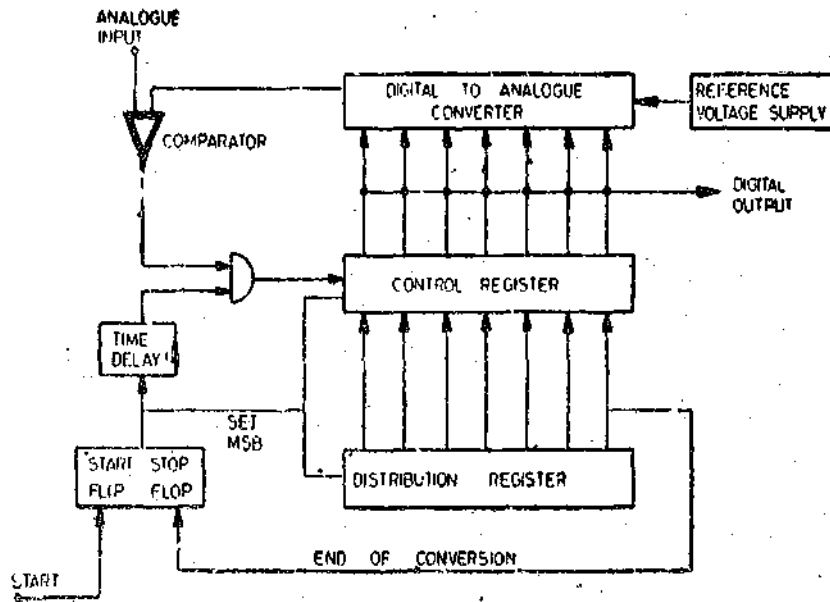 ANALOGUE
INPUT
DIGITAL TO ANALOGUE
CONVERTER
REFERENCE
VOLTAGE SUPPLY
COMPARATOR
DIGITAL
OUTPUT
CONTROL REGISTER
TIME
DELAY
SET
MSB
START STOP
FLIP FLOP
DISTRIBUTION REGISTER
END OF CONVERSION
START